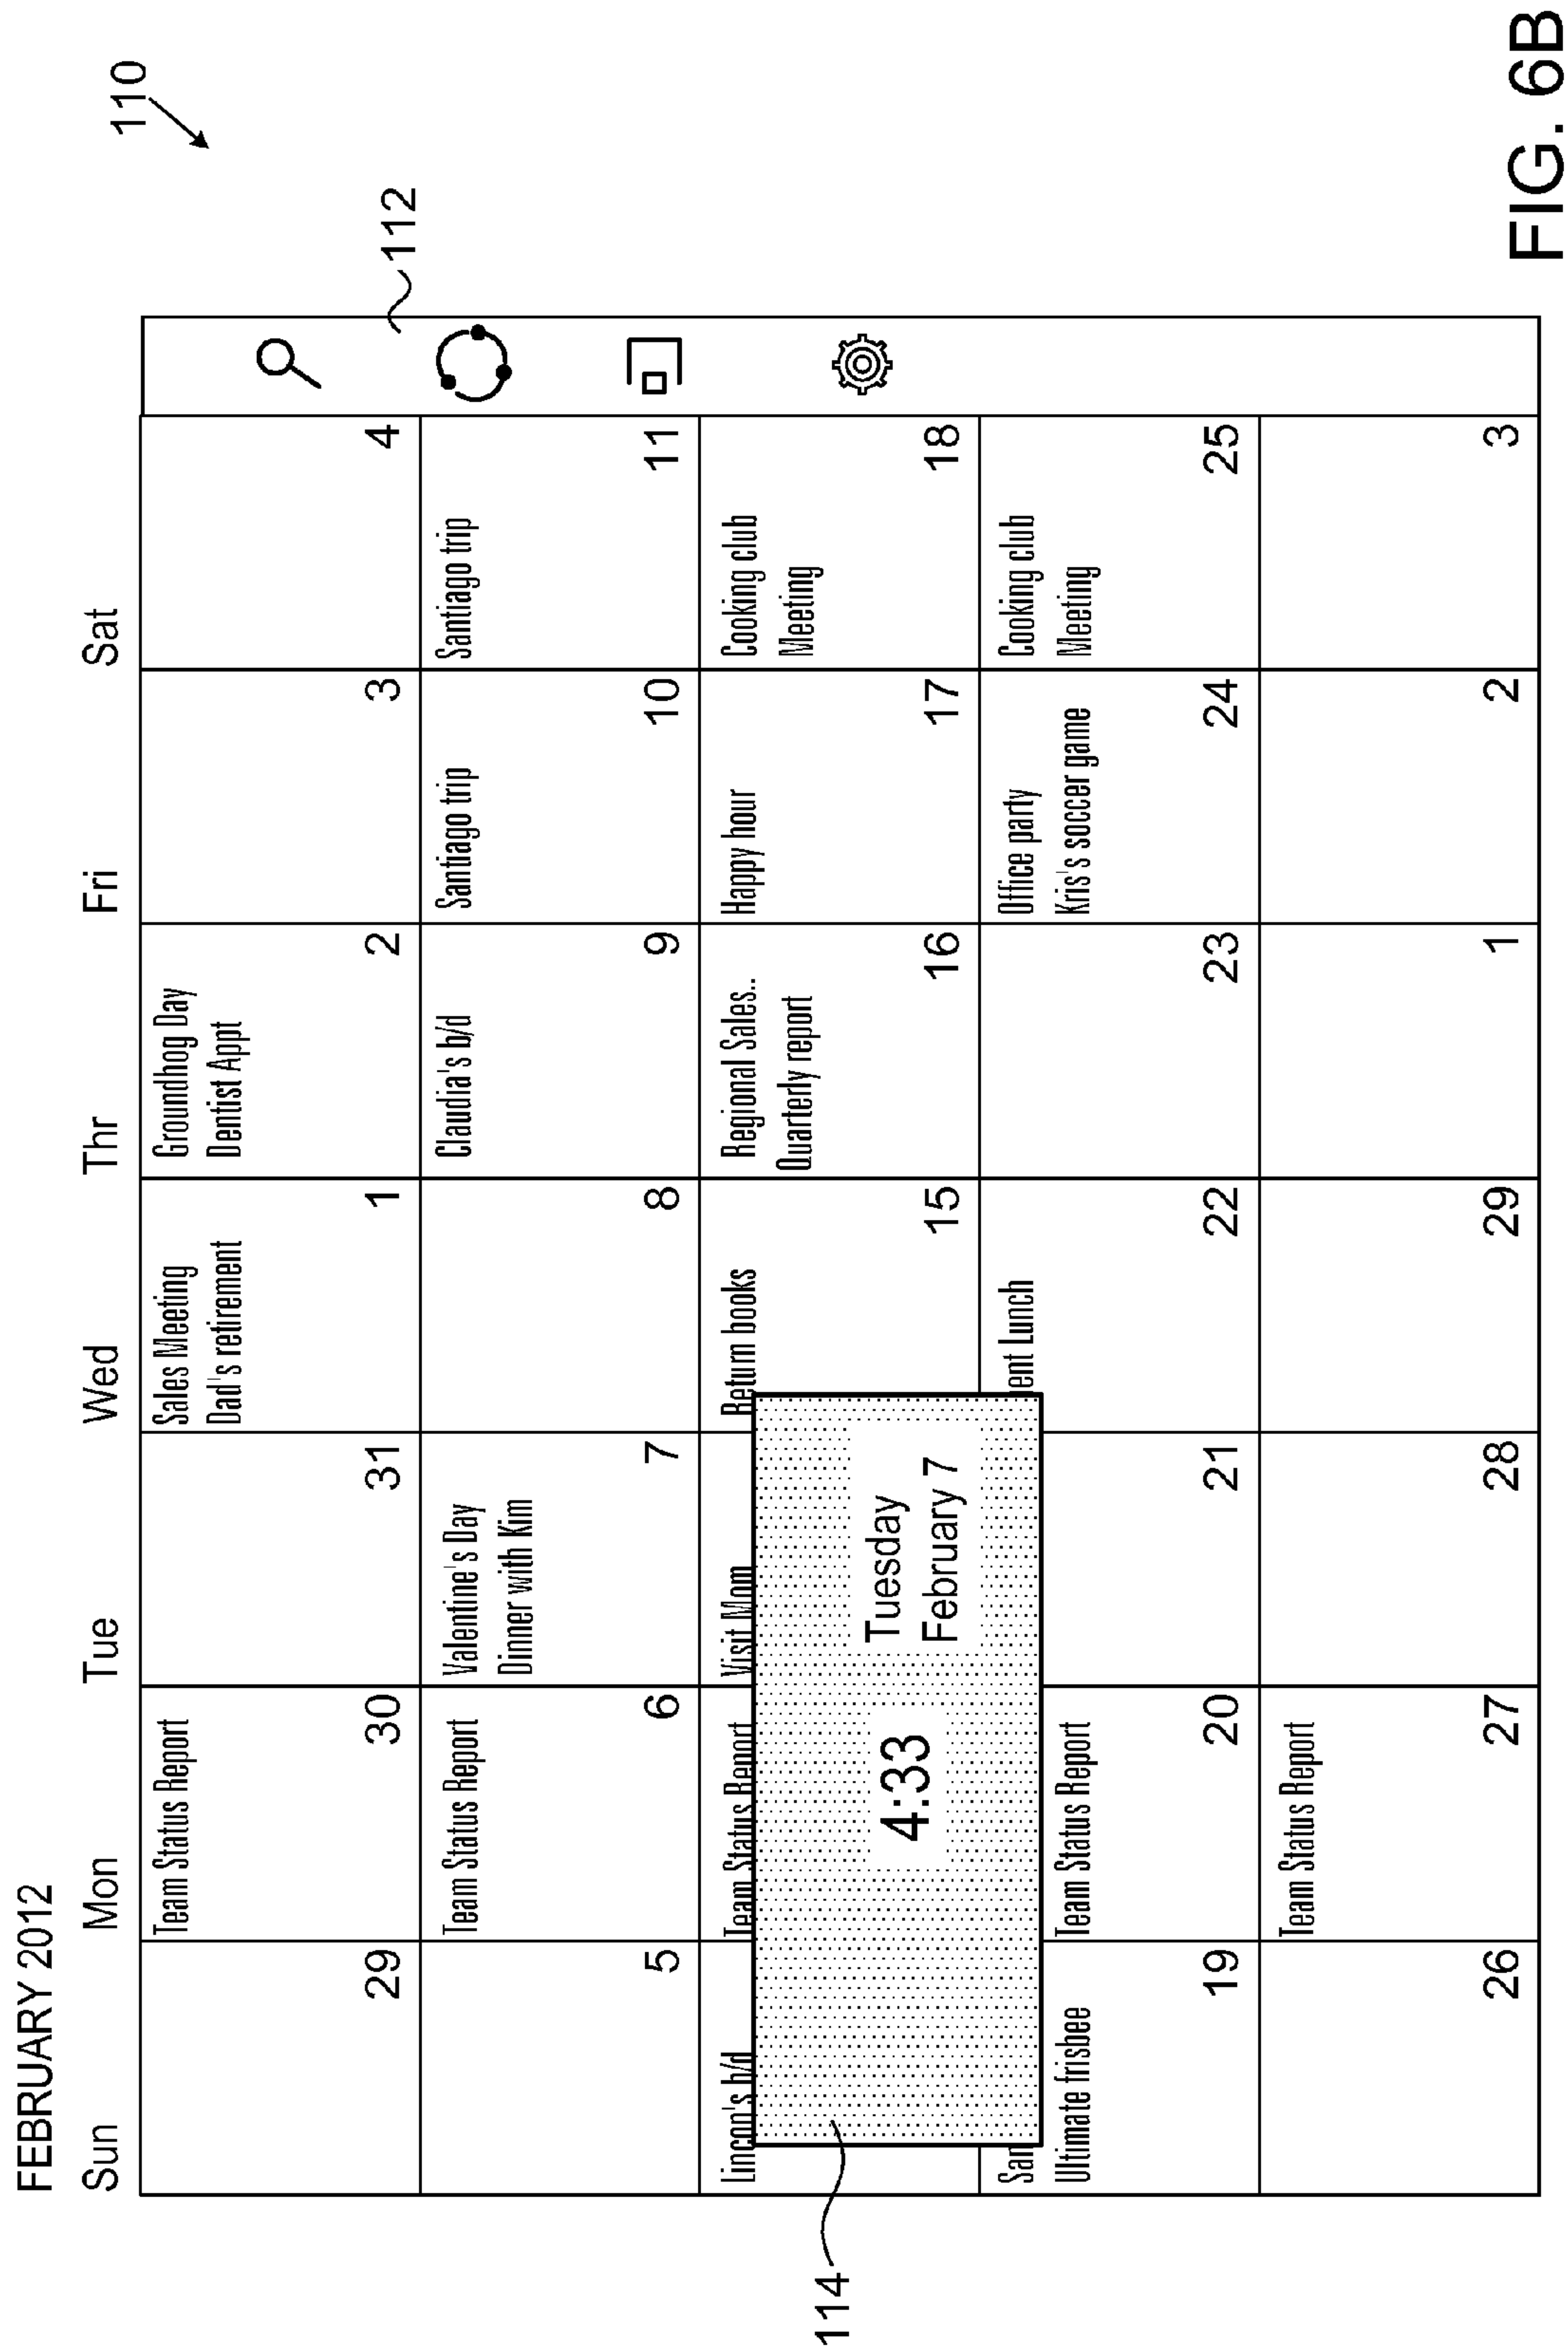 FEBRUARY 2012
110
Sun Mon Tue Wed Thr Fri Sat
112
Team Status Report
Sales Meeting
Dad's retirement
Groundhog Day
Dentist Appt
29 30 31 1 2 3 4
Team Status Report
Valentine's Day
Dinner with Kim
Claudia's b/d
Santiago trip
Santiago trip
5 6 7 8 9 10 11
Lincon's b/d
Team Status Report
Visit Mom
Return books
Regional Sales..
Quarterly report
Happy hour
Cooking club
Meeting
15 16 17 18
114
4:33
Tuesday
February 7
San
Ultimate frisbee
Team Status Report
ent Lunch
Office party
Kris's soccer game
Cooking club
Meeting
19 20 21 22 23 24 25
Team Status Report
26 27 28 29 1 2 3
FIG. 6B